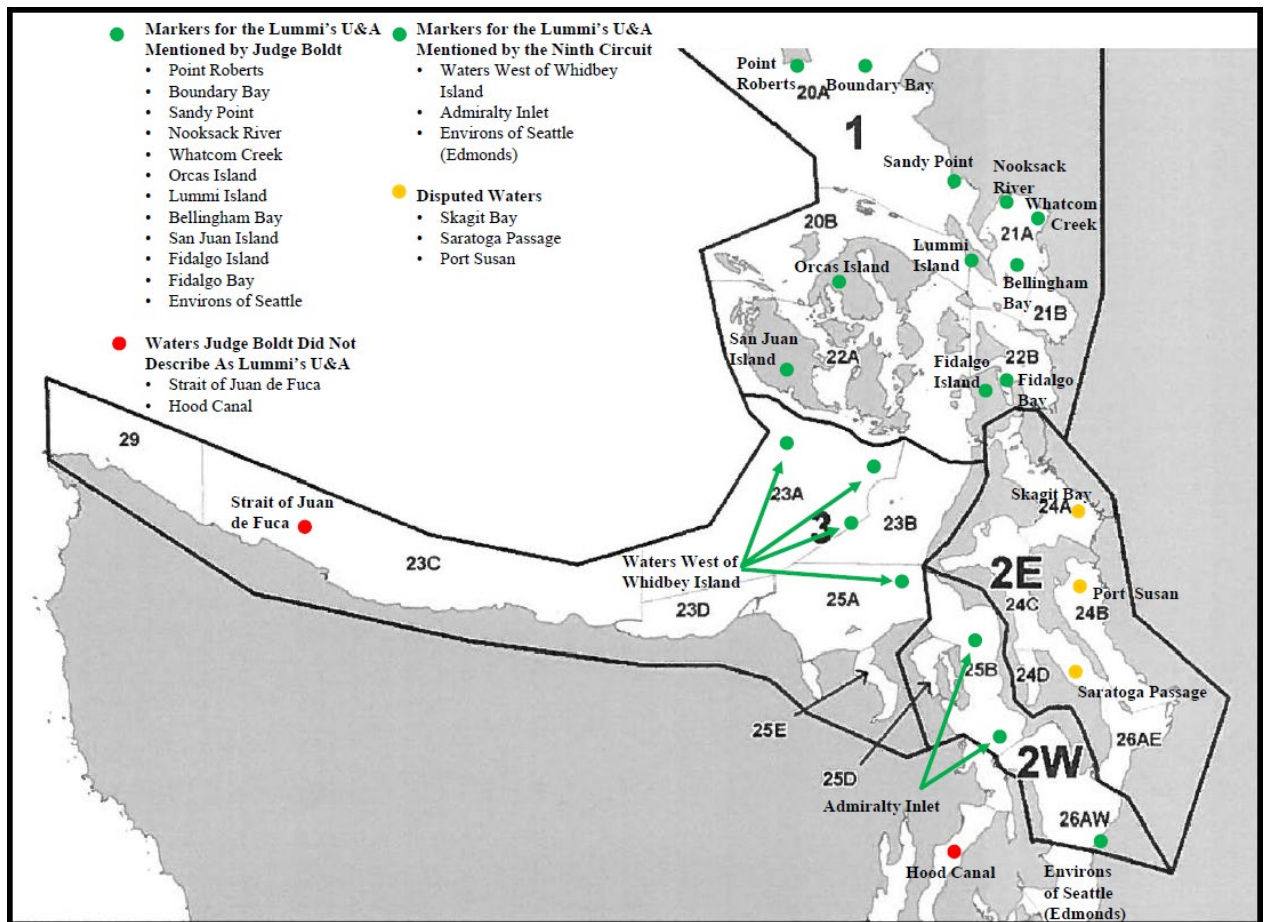 Markers for the Lummi's U&A
Mentioned by Judge Boldt
• Point Roberts
• Boundary Bay
• Sandy Point
• Nooksack River
• Whatcom Creek
• Orcas Island
• Lummi Island
• Bellingham Bay
• San Juan Island
• Fidalgo Island
• Fidalgo Bay
• Environs of Seattle
Waters Judge Boldt Did Not
Describe As Lummi's U&A
• Strait of Juan de Fuca
• Hood Canal
Markers for the Lummi's U&A
Mentioned by the Ninth Circuit
• Waters West of Whidbey
Island
• Admiralty Inlet
• Environs of Seattle
(Edmonds)
Disputed Waters
• Skagit Bay
• Saratoga Passage
• Port Susan
Point
Roberts
20A
Boundary Bay
1
Sandy Point
Nooksack
River
Whatcom
Creek
21A
20B
Lummi
Island
Orcas Island
Bellingham
Bay
21B
San Juan
Island
22A
22B
Fidalgo
Island
Fidalgo
Bay
29
Strait of Juan
de Fuca
23C
23A
3
23B
Skagit Bay
24A
Waters West of
Whidbey Island
2E
23D
25A
24C
Port Susan
24B
25B
24D
Saratoga Passage
25E
25D
26AE
2W
Admiralty Inlet
26AW
Hood Canal
Environs
of Seattle
(Edmonds)